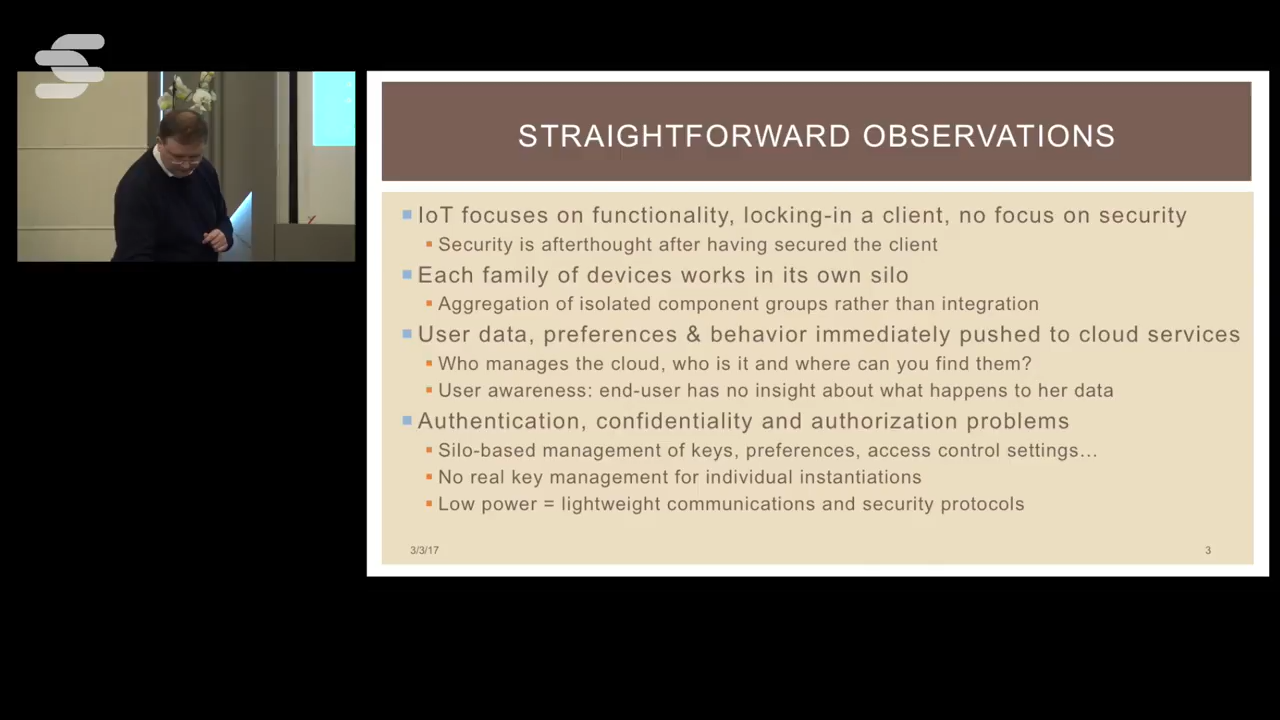 STRAIGHTFORWARD OBSERVATIONS
IoT focuses on functionality, locking-in a client, no focus on security
Security is afterthought after having secured the client
Each family of devices works in its own silo
Aggregation of isolated component groups rather than integration
User data, preferences & behavior immediately pushed to cloud services
Who manages the cloud, who is it and where can you find them?
User awareness: end-user has no insight about what happens to her data
Authentication, confidentiality and authorization problems
Silo-based management of keys, preferences, access control settings…
No real key management for individual instantiations
Low power = lightweight communications and security protocols
3/3/17
3